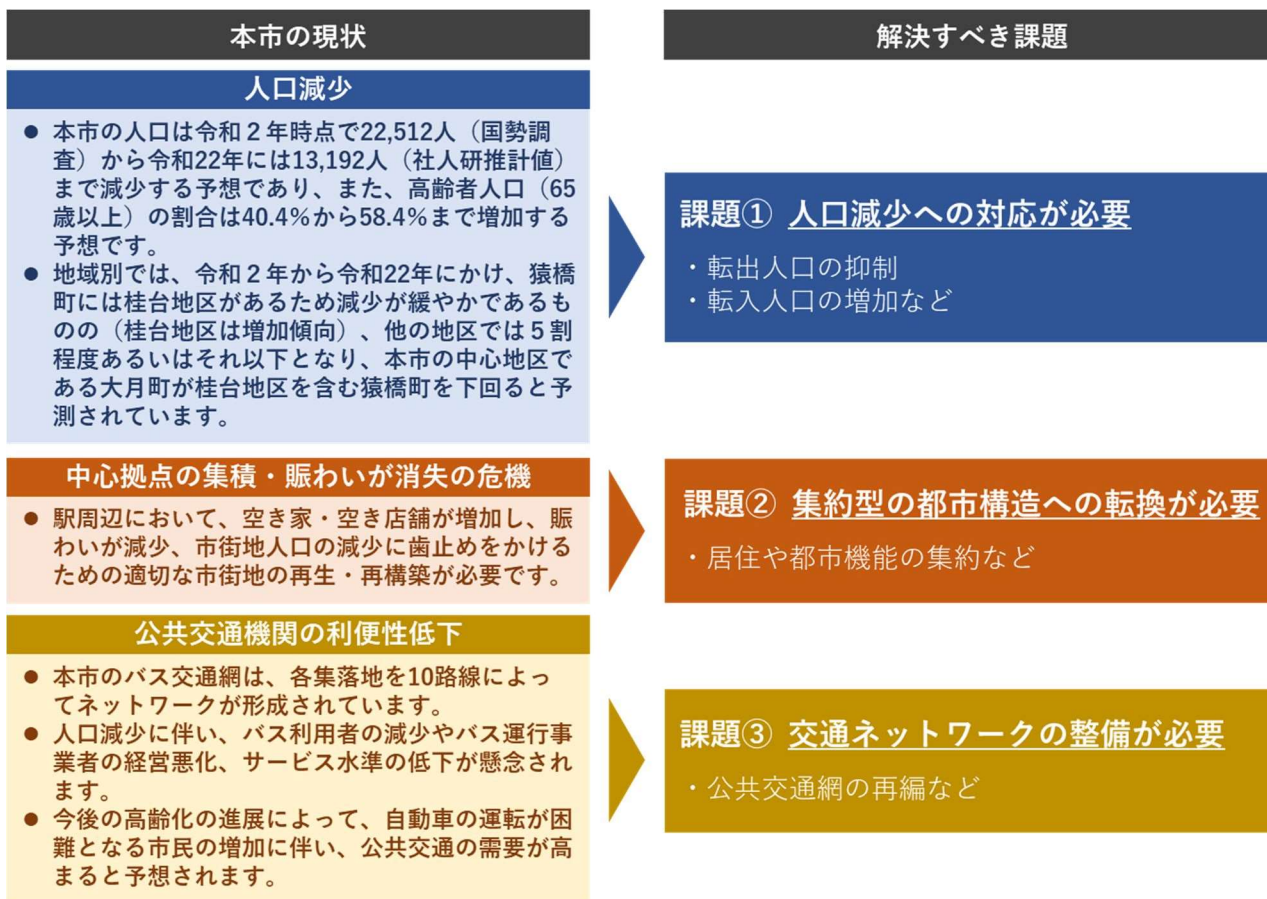 本市の現状
人口減少
● 本市の人口は令和２年時点で22,512人（国勢調
査）から令和22年には13,192人（社人研推計値）
まで減少する予想であり、また、高齢者人口（65
歳以上）の割合は40.4%から58.4%まで増加する
予想です。
● 地域別では、令和２年から令和22年にかけ、猿橋
町には桂台地区があるため減少が緩やかであるも
のの（桂台地区は増加傾向）、他の地区では５割
程度あるいはそれ以下となり、本市の中心地区で
ある大月町が桂台地区を含む猿橋町を下回ると予
測されています。
解決すべき課題
課題① 人口減少への対応が必要
・転出人口の抑制
・転入人口の増加など
中心拠点の集積・賑わいが消失の危機
● 駅周辺において、空き家・空き店舗が増加し、賑
わいが減少、市街地人口の減少に歯止めをかける
ための適切な市街地の再生・再構築が必要です。
課題② 集約型の都市構造への転換が必要
・居住や都市機能の集約など
公共交通機関の利便性低下
● 本市のバス交通網は、各集落地を10路線によっ
てネットワークが形成されています。
● 人口減少に伴い、バス利用者の減少やバス運行事
業者の経営悪化、サービス水準の低下が懸念され
ます。
● 今後の高齢化の進展によって、自動車の運転が困
難となる市民の増加に伴い、公共交通の需要が高
まると予想されます。
課題③ 交通ネットワークの整備が必要
・公共交通網の再編など